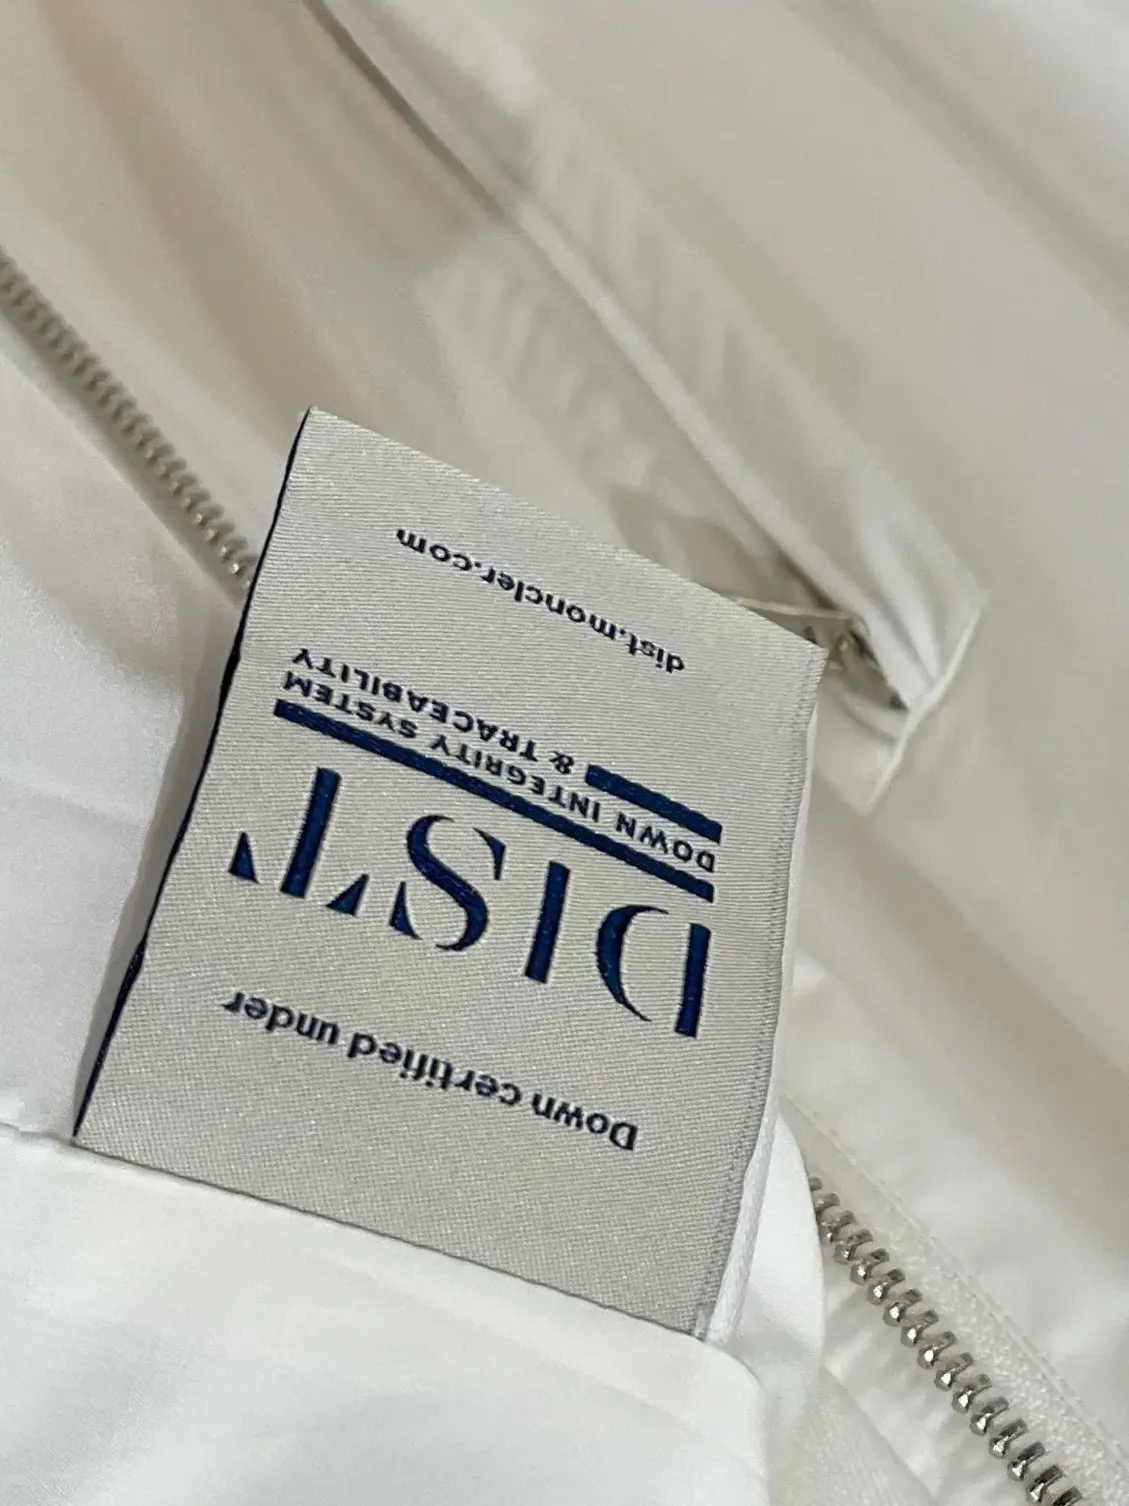 Down certified under
DIST
DOWN INTEGRITY SYSTEM
& TRACEABILITY
dist.moncler.com